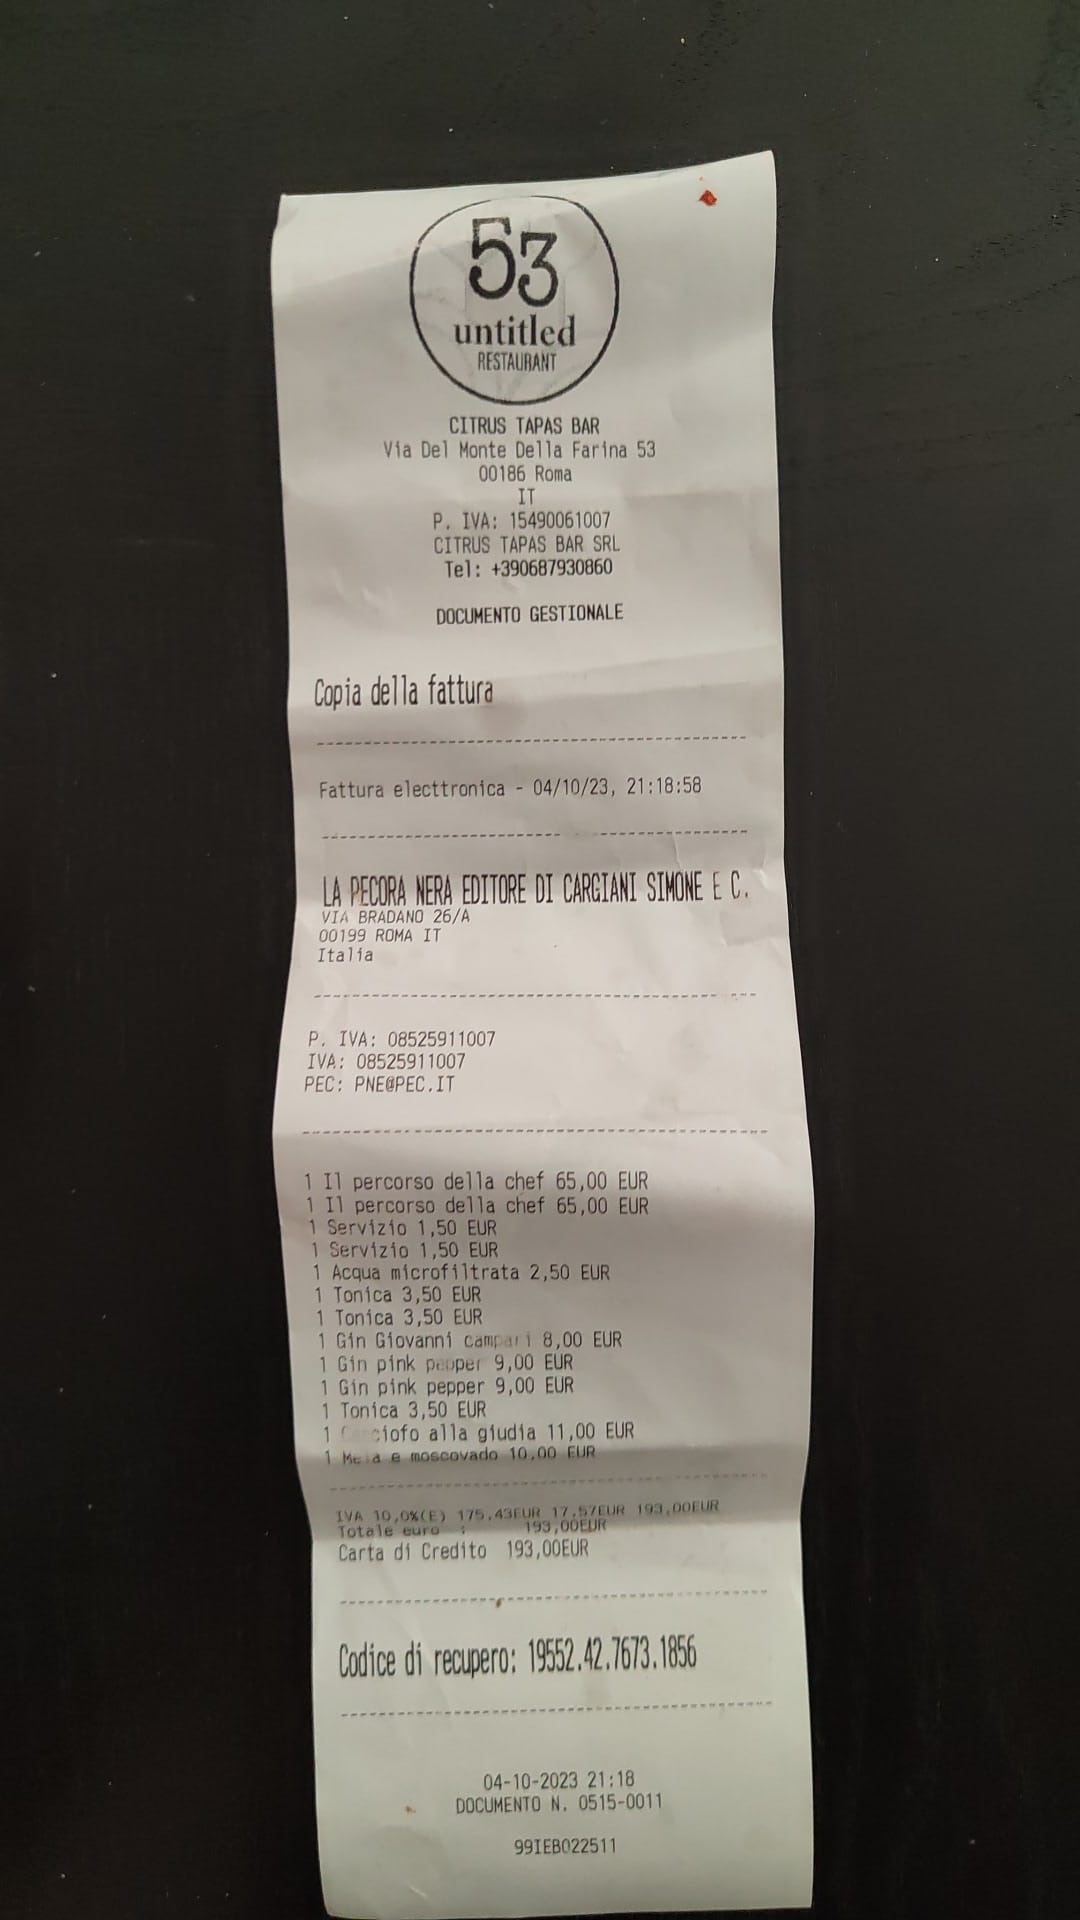 53
untitled
RESTAURANT
CITRUS TAPAS BAR
Via Del Monte Della Farina 53
00186 Roma
IT
P. IVA: 15490061007
CITRUS TAPAS BAR SRL
Tel: +390687930860
DOCUMENTO GESTIONALE
Copia della fattura
Fattura electtronica - 04/10/23, 21:18:58
LA PECORA NERA EDITORE DI CARGIANI SIMONE E C.
VIA BRADANO 26/A
00199 ROMA IT
Italia
P. IVA: 08525911007
IVA: 08525911007
PEC: PNE@PEC.IT
1 Il percorso della chef 65,00 EUR
1 Il percorso della chef 65,00 EUR
1 Servizio 1,50 EUR
1 Servizio 1,50 EUR
1 Acqua microfiltrata 2,50 EUR
1 Tonica 3,50 EUR
1 Tonica 3,50 EUR
1 Gin Giovanni campari 8,00 EUR
1 Gin pink pepper 9,00 EUR
1 Gin pink pepper 9,00 EUR
1 Tonica 3,50 EUR
1 alla giudia 11,00 EUR
1 e moscovado 10,00 EUR
IVA 10,0%(E) 175,43EUR 17,57EUR 193,00EUR
Totale euro : 193,00EUR
Carta di Credito 193,00EUR
Codice di recupero: 19552.42.7673.1856
04-10-2023 21:18
DOCUMENTO N. 0515-0011
99IEB022511